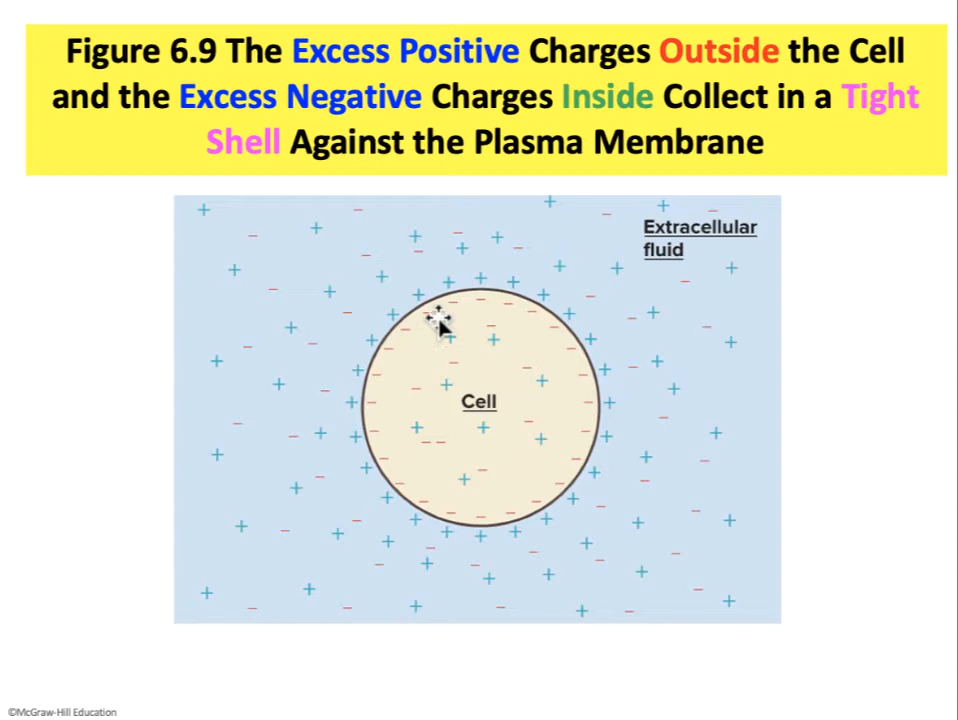 Figure 6.9 The Excess Positive Charges Outside the Cell
and the Excess Negative Charges Inside Collect in a Tight
Shell Against the Plasma Membrane
Extracellular
fluid
Cell
©McGraw-Hill Education